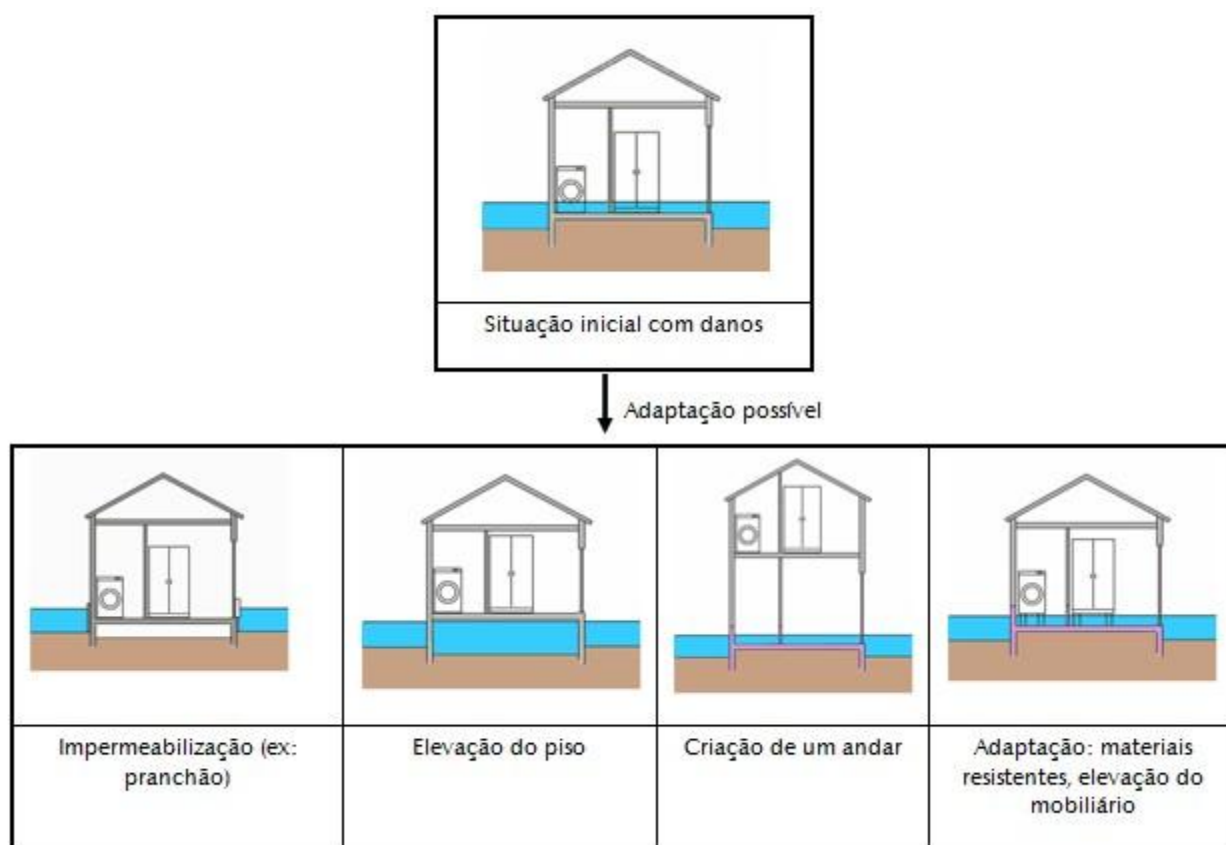 Situação inicial com danos
Adaptação possível
Impermeabilização (ex:
pranchão)
Elevação do piso
Criação de um andar
Adaptação: materiais
resistentes, elevação do
mobiliário